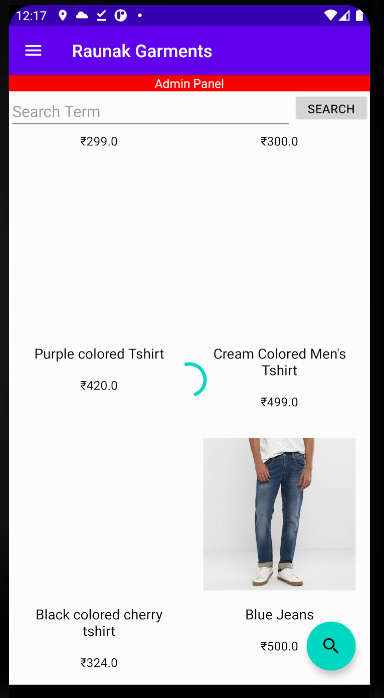 12:17
Raunak Garments
Admin Panel
Search Term
SEARCH
₹299.0
₹300.0
Purple colored Tshirt
Cream Colored Men's
Tshirt
₹420.0
₹499.0
Black colored cherry
tshirt
Blue Jeans
₹324.0
₹500.0